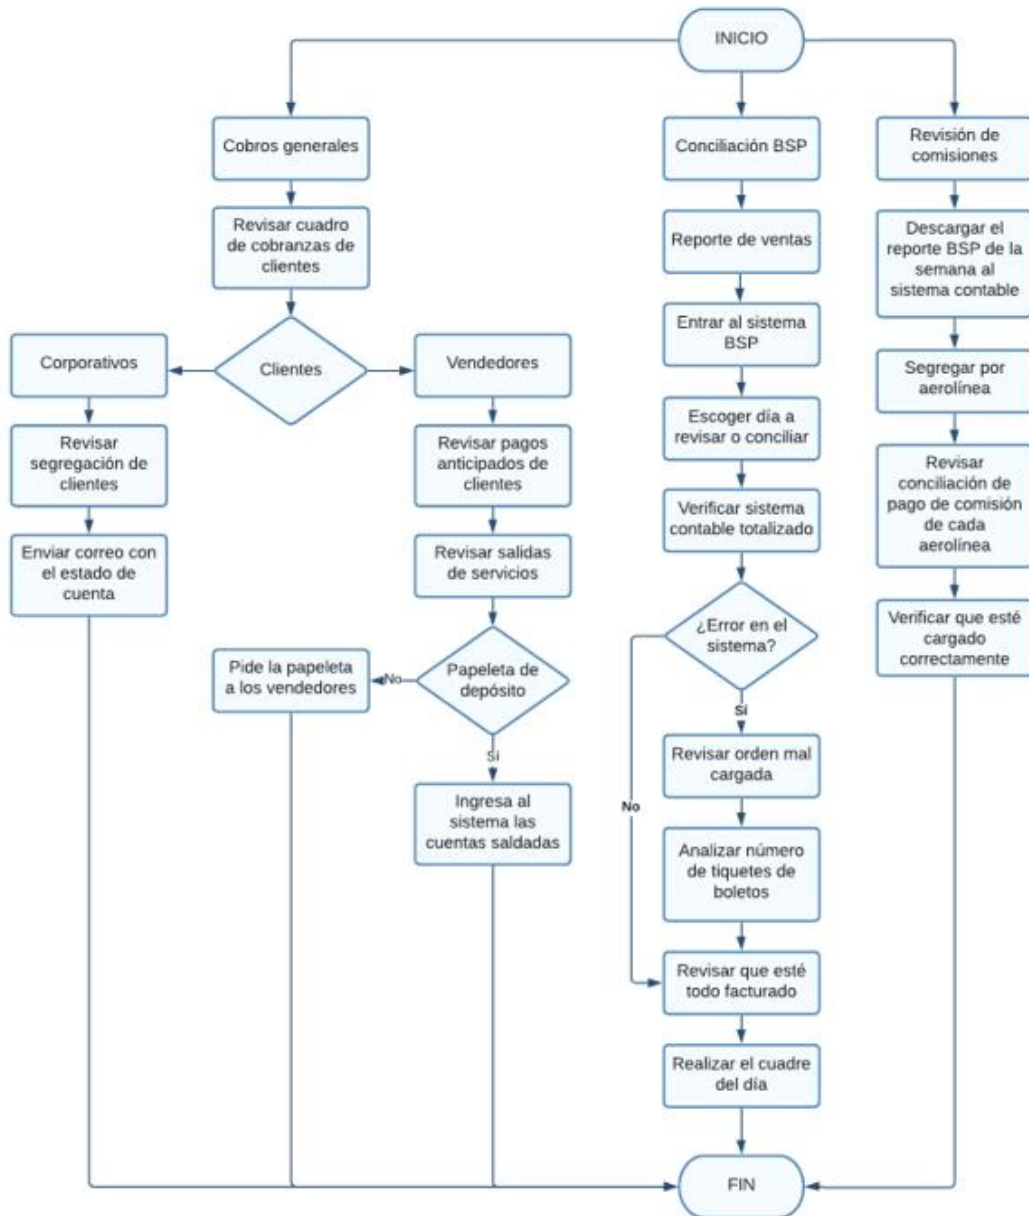 INICIO
Cobros generales
Revisar cuadro
de cobranzas de
clientes
Clientes
Corporativos
Revisar
segregación de
clientes
Enviar correo con
el estado de
cuenta
Vendedores
Revisar pagos
anticipados de
clientes
Revisar salidas
de servicios
Papeleta de
depósito
No
Pide la papeleta
a los vendedores
Sí
Ingresa al
sistema las
cuentas saldadas
Conciliación BSP
Reporte de ventas
Entrar al sistema
BSP
Escoger día a
revisar o conciliar
Verificar sistema
contable totalizado
¿Error en el
sistema?
Sí
Revisar orden mal
cargada
No
Analizar número
de tiquetes de
boletos
Revisar que esté
todo facturado
Realizar el cuadre
del día
Revisión de
comisiones
Descargar el
reporte BSP de la
semana al
sistema contable
Segregar por
aerolínea
Revisar
conciliación de
pago de comisión
de cada
aerolínea
Verificar que esté
cargado
correctamente
FIN